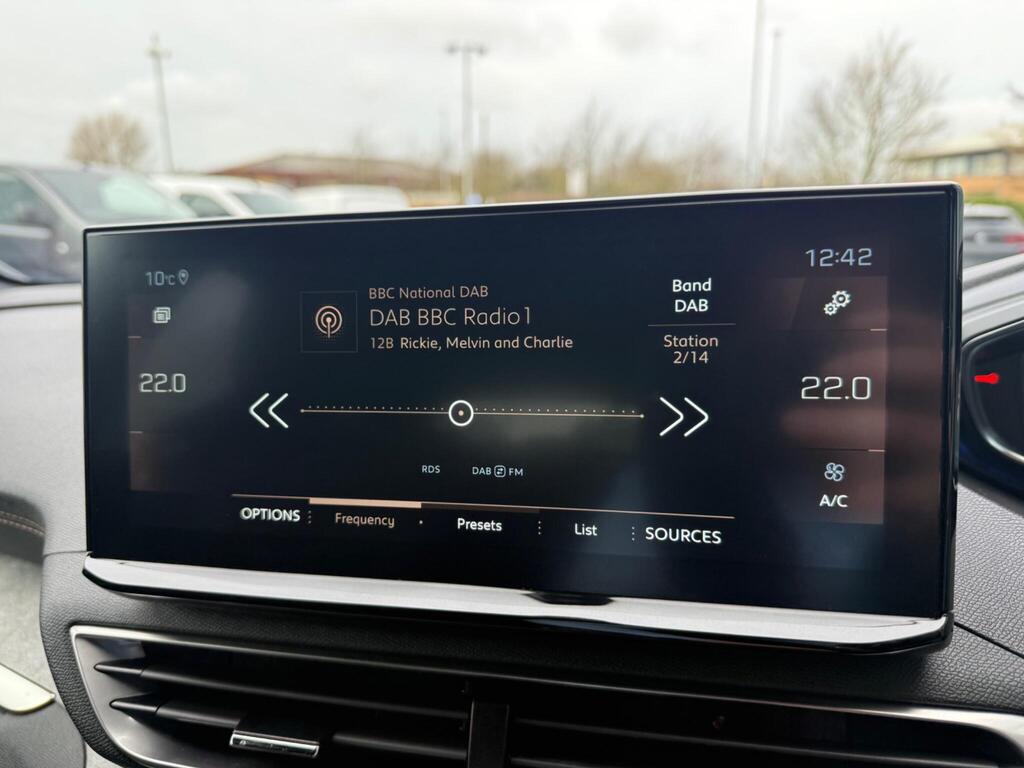 10°C
12:42
BBC National DAB
DAB BBC Radio1
12B Rickie, Melvin and Charlie
Band
DAB
Station
2/14
22.0
22.0
RDS
DAB FM
A/C
OPTIONS
Frequency
Presets
List
SOURCES